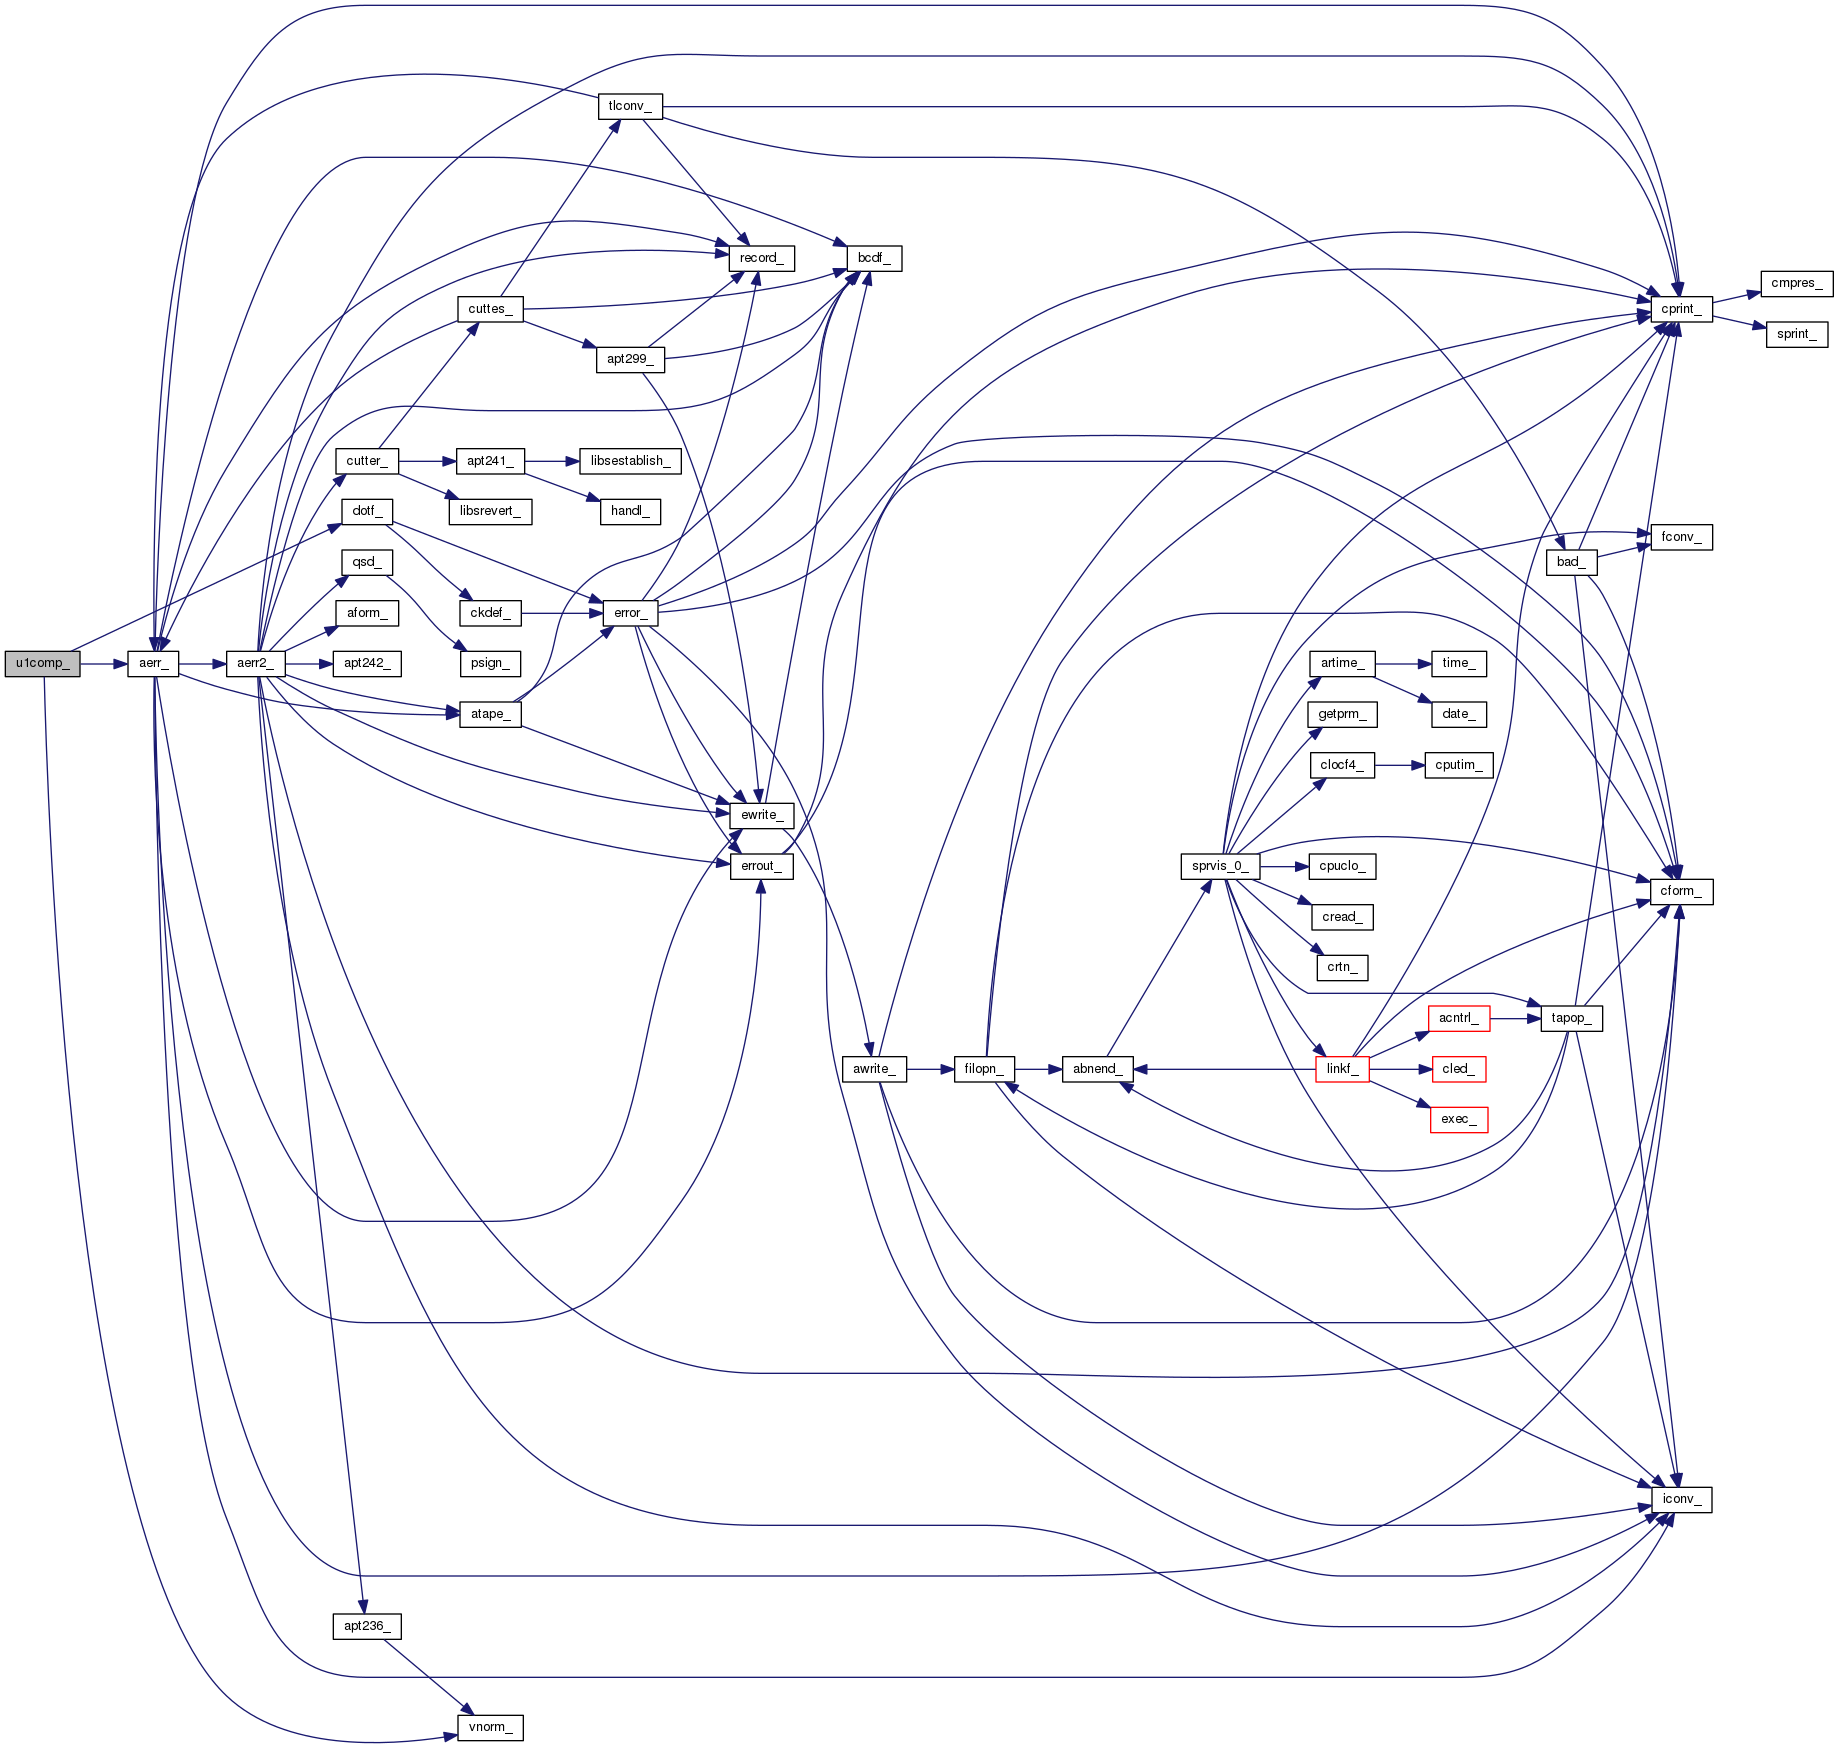 tlconv_
record_
bcdf_
cuttes_
cprint_
cmpres_
sprint_
apt299_
cutter_
apt241_
libsestablish_
libsrevert_
handl_
dotf_
fconv_
qsd_
bad_
ckdef_
error_
aform_
u1comp_
aerr_
aerr2_
apt242_
psign_
artime_
time_
atape_
getprm_
date_
clocf4_
cputim_
ewrite_
errout_
sprvis_0_
cpuclo_
cform_
cread_
crtn_
acntrl_
tapop_
awrite_
filopn_
abnend_
linkf_
cled_
exec_
iconv_
apt236_
vnorm_